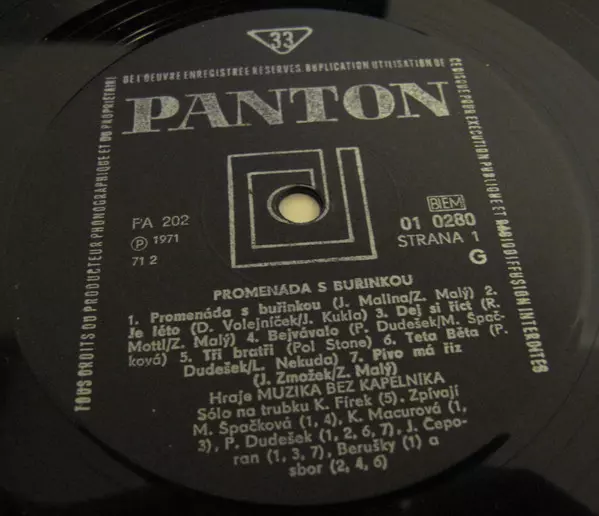 33
DE L'OEUVRE ENREGISTREE RESERVES. DUPLICATION UTILISATION DE
CE DISQUE POUR EXECUTION PUBLIQUE ET RADIODIFFUSION INTERDITES
TOUS DROITS DU PRODUCTEUR PHONOGRAPHIQUE ET DU PROPRIETAIRE
PANTON
PA 202
℗ 1971
71 2
BIEM
01 0280
STRANA 1
G
PROMENÁDA S BUŘINKOU
1. Promenáda s buřinkou (J. Malina/Z. Malý) 2.
Je léto (D. Volejníček/J. Kukla) 3. Dej si říct (R.
Mottl/Z. Malý) 4. Bejvávalo (P. Dudešek/M. Špač-
ková) 5. Tři bratři (Pol Stone) 6. Teta Běta (P.
Dudešek/L. Nekuda) 7. Pivo má říz
(J. Zmožek/Z. Malý)
Hraje MUZIKA BEZ KAPELNÍKA
Sólo na trubku K. Fírek (5). Zpívají
M. Špačková (1, 4), K. Macurová (1,
3), P. Dudešek (1, 2, 6, 7), J. Čepo-
ran (1, 3, 7), Berušky (1) a
sbor (2, 4, 6)